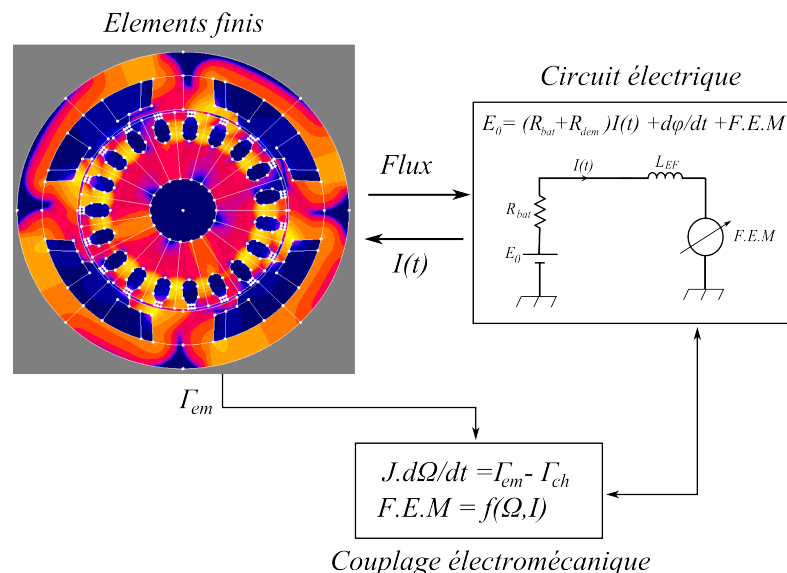 Elements finis
Circuit électrique
E₀= (R_bat+R_dem)I(t) +dφ/dt +F.E.M
Flux
I(t)
I(t)
L_EF
R_bat
E₀
F.E.M
Γ_em
J.dΩ/dt =Γ_em- Γ_ch
F.E.M = f(Ω,I)
Couplage électromécanique